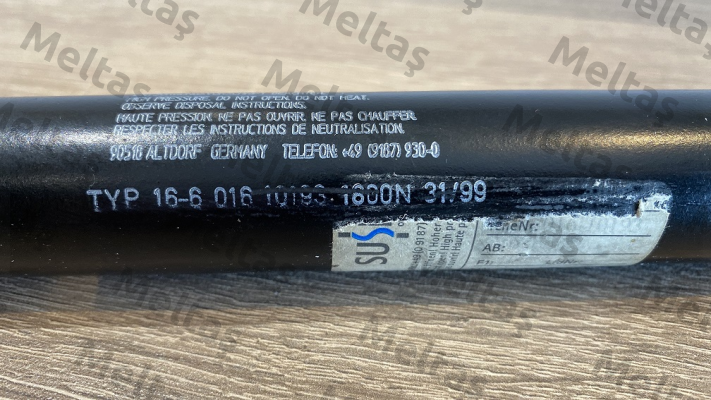 HIGH PRESSURE, DO NOT OPEN, DO NOT HEAT.
OBSERVE DISPOSAL INSTRUCTIONS.
HAUTE PRESSION. NE PAS OUVRIR. NE PAS CHAUFFER.
RESPECTER LES INSTRUCTIONS DE NEUTRALISATION.
90518 ALTDORF GERMANY TELEFON: +49 (9187) 930-0
TYP 16-6 016 1800N 31/99
SUS
AB:
Meltaş